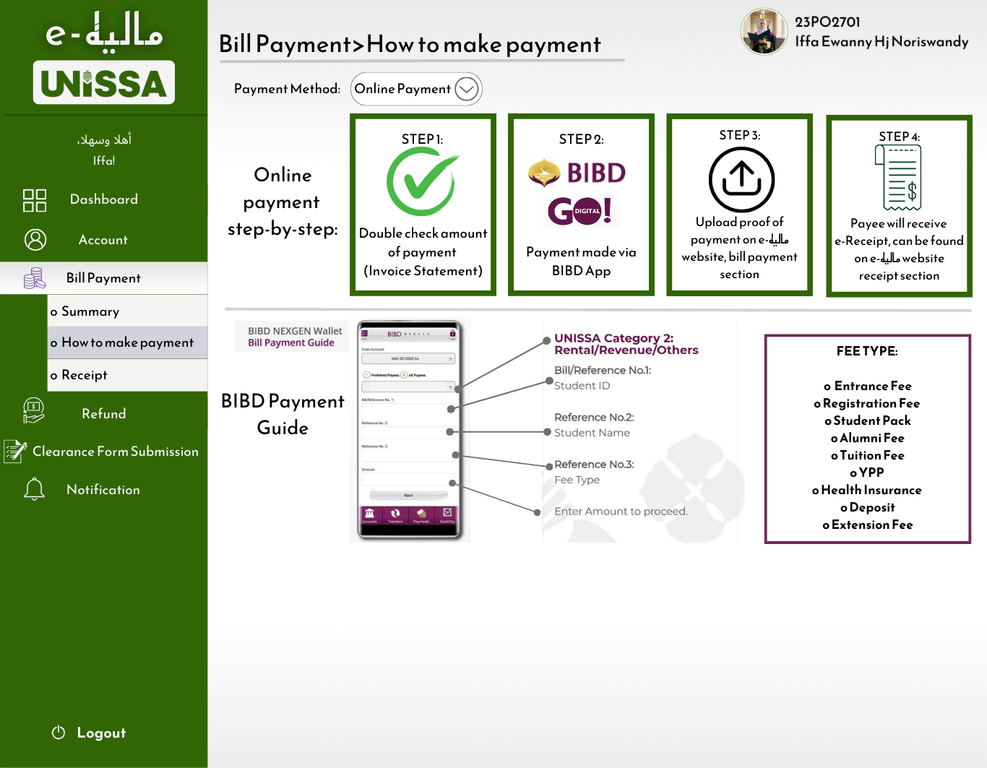 e-مالية
UNISSA
أهلا وسهلا،
Iffa!
Dashboard
Account
Bill Payment
o Summary
o How to make payment
o Receipt
Refund
Clearance Form Submission
Notification
Logout
Bill Payment>How to make payment
23PO2701
Iffa Ewanny Hj Noriswandy
Payment Method:
Online Payment
Online
payment
step-by-step:
STEP 1:
Double check amount
of payment
(Invoice Statement)
STEP 2:
BIBD
GO!
DIGITAL
Payment made via
BIBD App
STEP 3:
Upload proof of
payment on e-مالية
website, bill payment
section
STEP 4:
$
Payee will receive
e-Receipt, can be found
on e-مالية website
receipt section
BIBD NEXGEN Wallet
Bill Payment Guide
BIBD Payment
Guide
BIBD
From Account
Preferred Payees
All Payees
Bill/Reference No. 1:
Reference No. 2:
Reference No. 3:
Amount
Next
Accounts
Transfers
Payments
QuickPay
UNISSA Category 2:
Rental/Revenue/Others
Bill/Reference No.1:
Student ID
Reference No.2:
Student Name
Reference No.3:
Fee Type
Enter Amount to proceed.
FEE TYPE:
o Entrance Fee
o Registration Fee
o Student Pack
o Alumni Fee
o Tuition Fee
o YPP
o Health Insurance
o Deposit
o Extension Fee